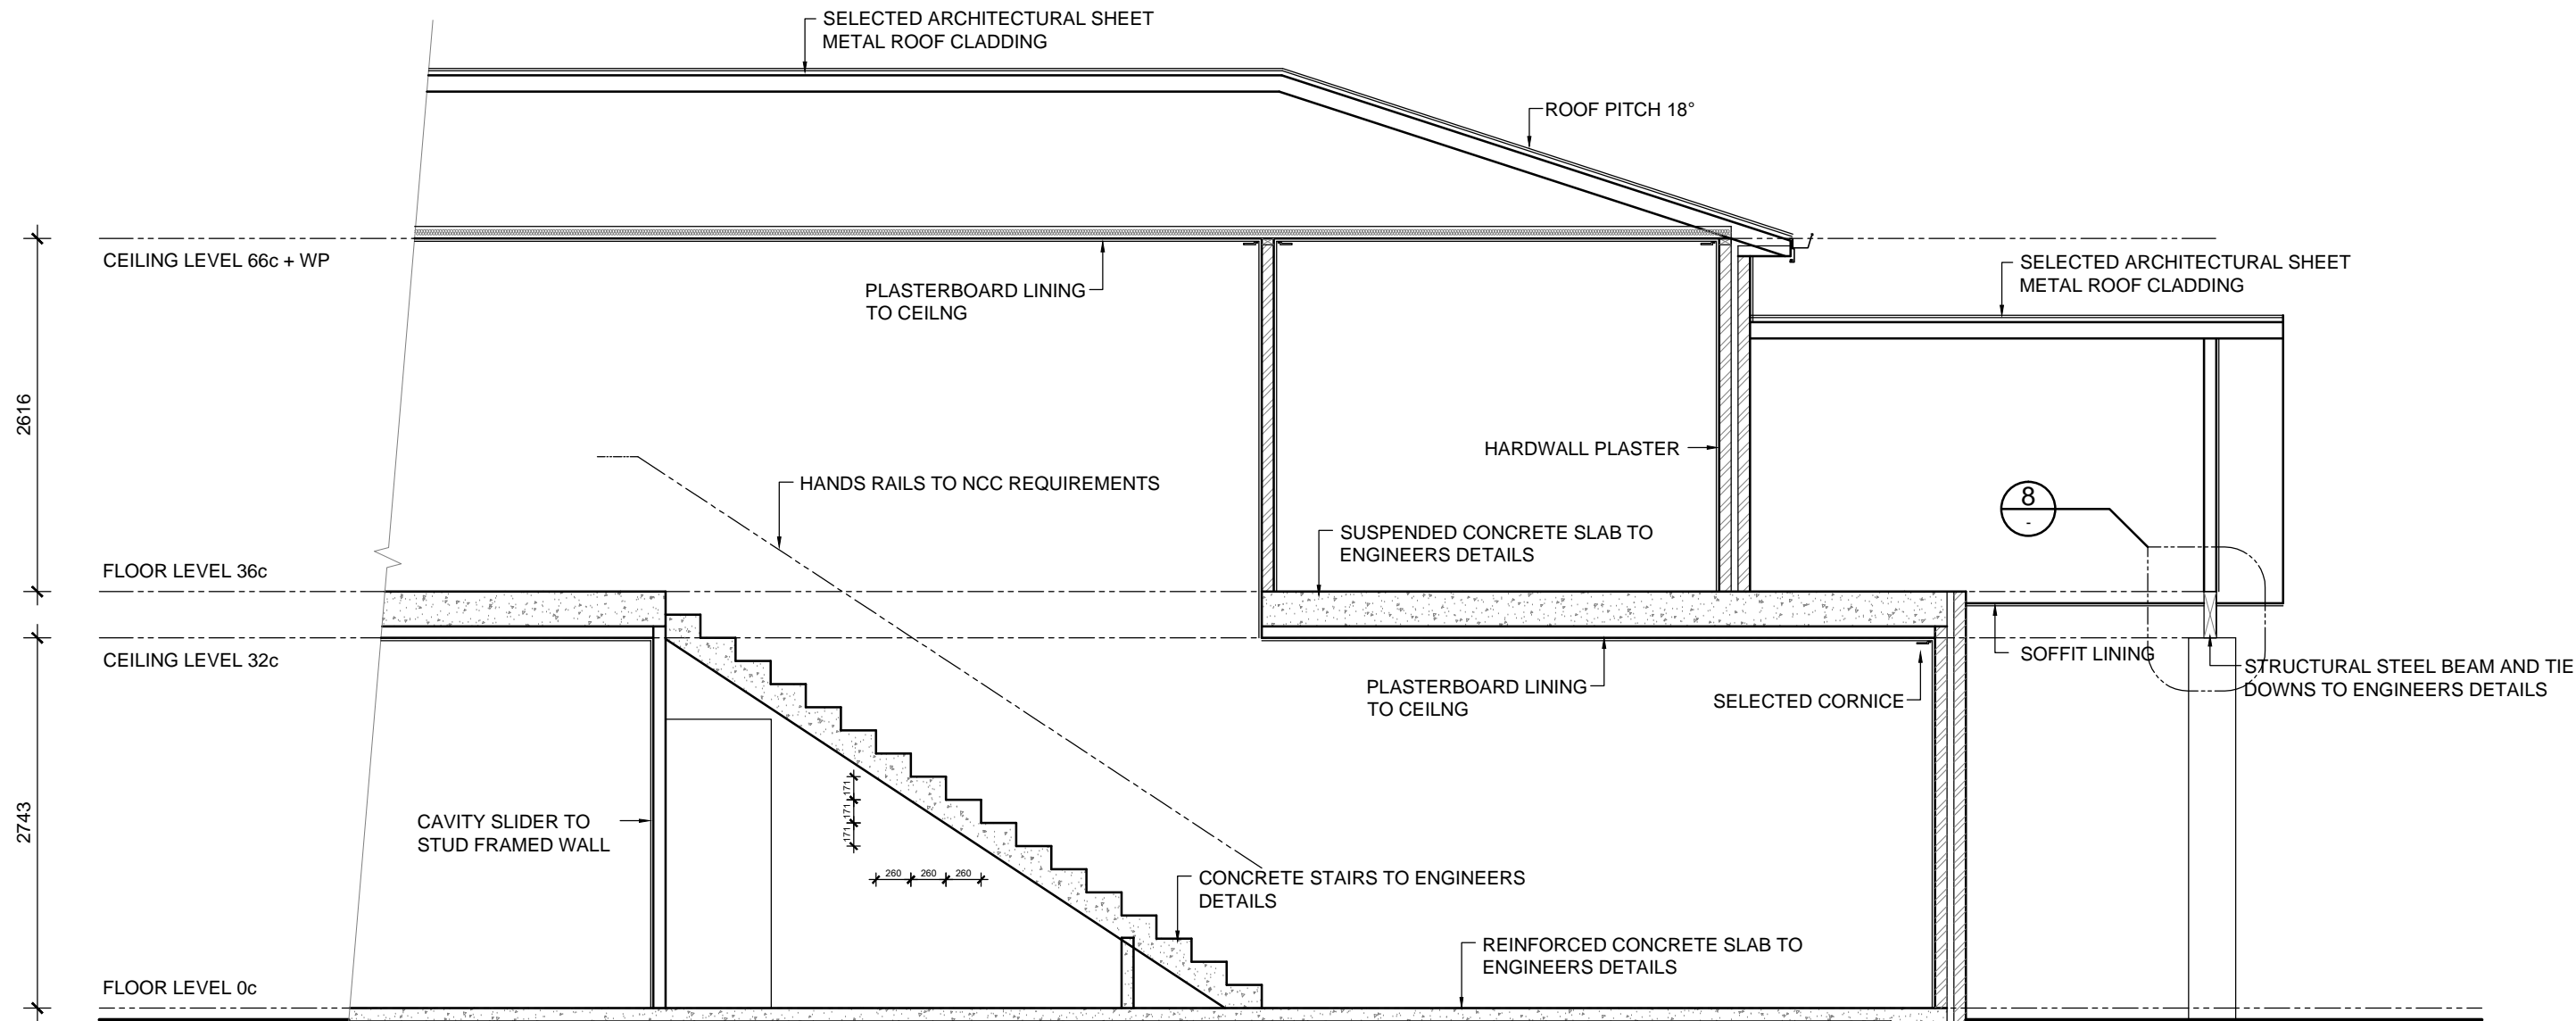 SELECTED ARCHITECTURAL SHEET
METAL ROOF CLADDING
ROOF PITCH 18°
CEILING LEVEL 66c + WP
PLASTERBOARD LINING
TO CEILNG
SELECTED ARCHITECTURAL SHEET
METAL ROOF CLADDING
2616
HARDWALL PLASTER
HANDS RAILS TO NCC REQUIREMENTS
8
-
SUSPENDED CONCRETE SLAB TO
ENGINEERS DETAILS
FLOOR LEVEL 36c
CEILING LEVEL 32c
SOFFIT LINING
STRUCTURAL STEEL BEAM AND TIE
DOWNS TO ENGINEERS DETAILS
PLASTERBOARD LINING
TO CEILNG
SELECTED CORNICE
2743
171
171
171
CAVITY SLIDER TO
STUD FRAMED WALL
260 260 260
CONCRETE STAIRS TO ENGINEERS
DETAILS
REINFORCED CONCRETE SLAB TO
ENGINEERS DETAILS
FLOOR LEVEL 0c